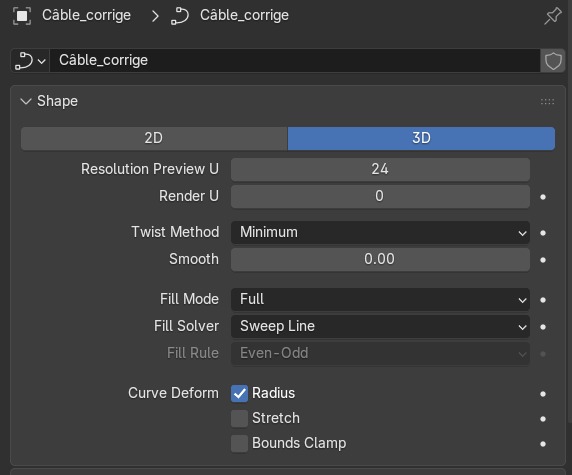 Câble_corrige > Câble_corrige
Câble_corrige
Shape
2D 3D
Resolution Preview U 24
Render U 0
Twist Method Minimum
Smooth 0.00
Fill Mode Full
Fill Solver Sweep Line
Fill Rule Even-Odd
Curve Deform Radius
Stretch
Bounds Clamp